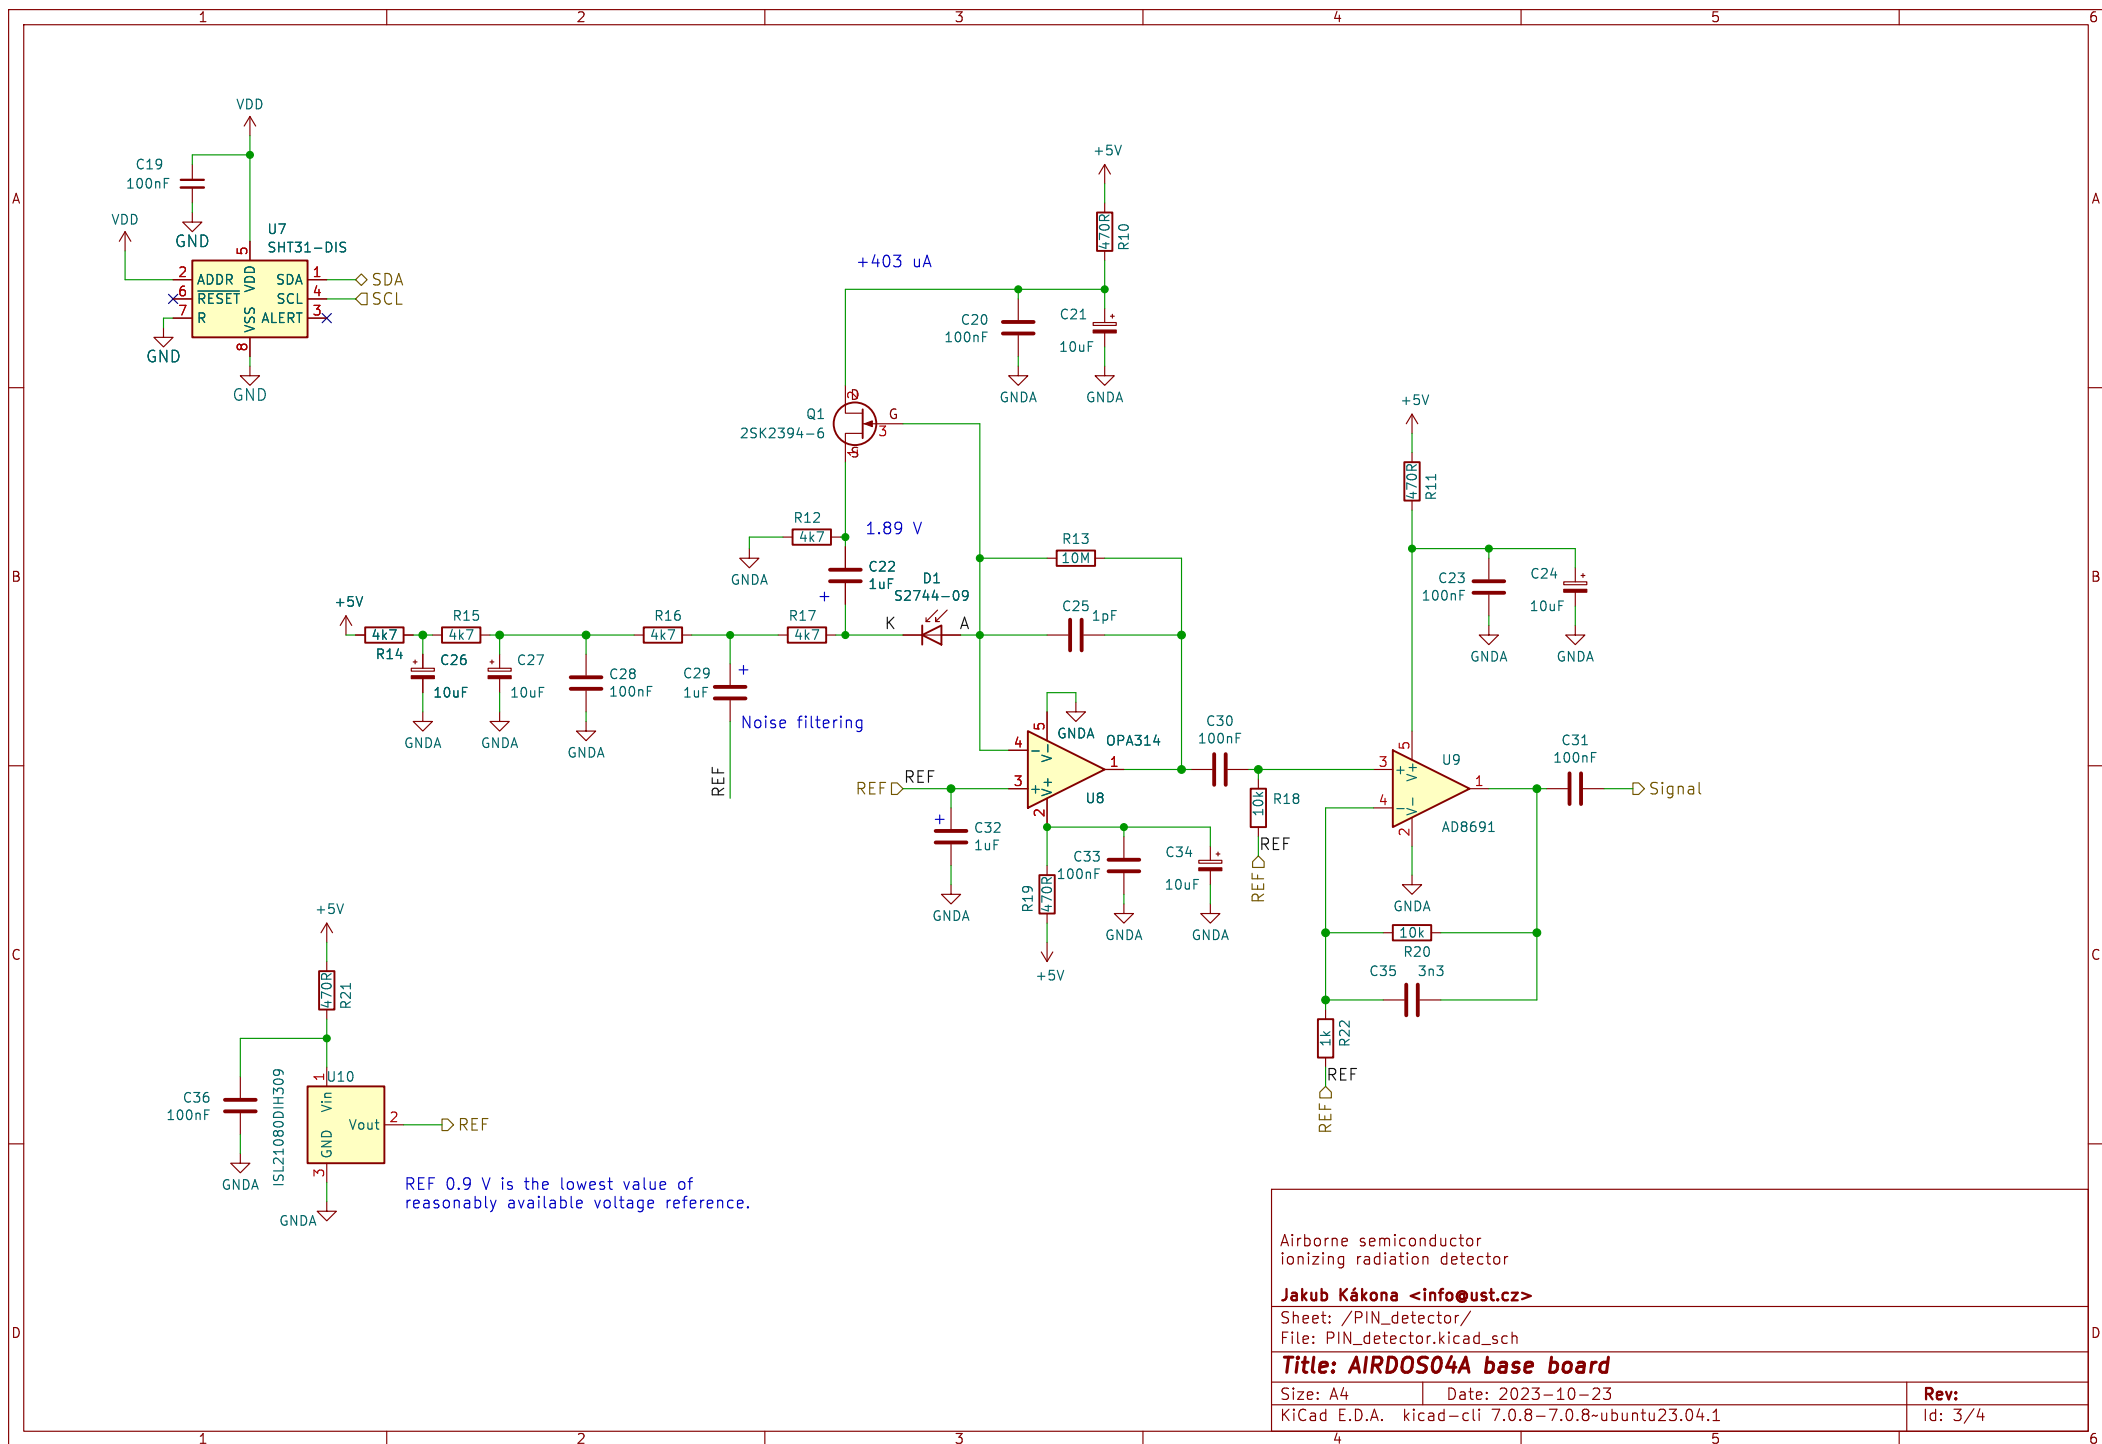 1 2 3 4 5 6
A A
B B
C C
D D
VDD
C19
100nF
GND
VDD
U7
SHT31-DIS
2 ADDR
6 RESET
7 R
5 VDD
VSS 8
SDA 1
SCL 4
ALERT 3
SDA
SCL
GND
GND
+5V
470R
R10
+403 uA
C20
100nF
GNDA
C21
+
10uF
GNDA
Q1
2SK2394-6
2 D
G
3
1 S
R12
4k7
GNDA
1.89 V
C22
1uF
+
D1
S2744-09
K A
R13
10M
C25 1pF
+5V
4k7
R14
R15
4k7
R16
4k7
R17
4k7
+
C26
10uF
GNDA
+
C27
10uF
GNDA
C28
100nF
GNDA
C29
1uF
+
Noise filtering
REF
+5V
470R
R11
C23
100nF
GNDA
C24
+
10uF
GNDA
GNDA
OPA314
U8
5 V-
4 -
3 +
V+ 2
1
REF
REF
+
C32
1uF
GNDA
R19
470R
+5V
C33
100nF
GNDA
C34
+
10uF
GNDA
C30
100nF
10k
R18
REF
REF
U9
AD8691
5 V+
3 +
4 -
V- 2
1
GNDA
C31
100nF
Signal
10k
R20
C35 3n3
1k
R22
REF
REF
+5V
470R
R21
C36
100nF
GNDA
ISL21080DIH309
U10
1 Vin
Vout 2
GND 3
REF
GNDA
REF 0.9 V is the lowest value of
reasonably available voltage reference.
Airborne semiconductor
ionizing radiation detector
Jakub Kákona <info@ust.cz>
Sheet: /PIN_detector/
File: PIN_detector.kicad_sch
Title: AIRDOS04A base board
Size: A4 Date: 2023-10-23 Rev:
KiCad E.D.A. kicad-cli 7.0.8-7.0.8~ubuntu23.04.1 Id: 3/4
1 2 3 4 5 6